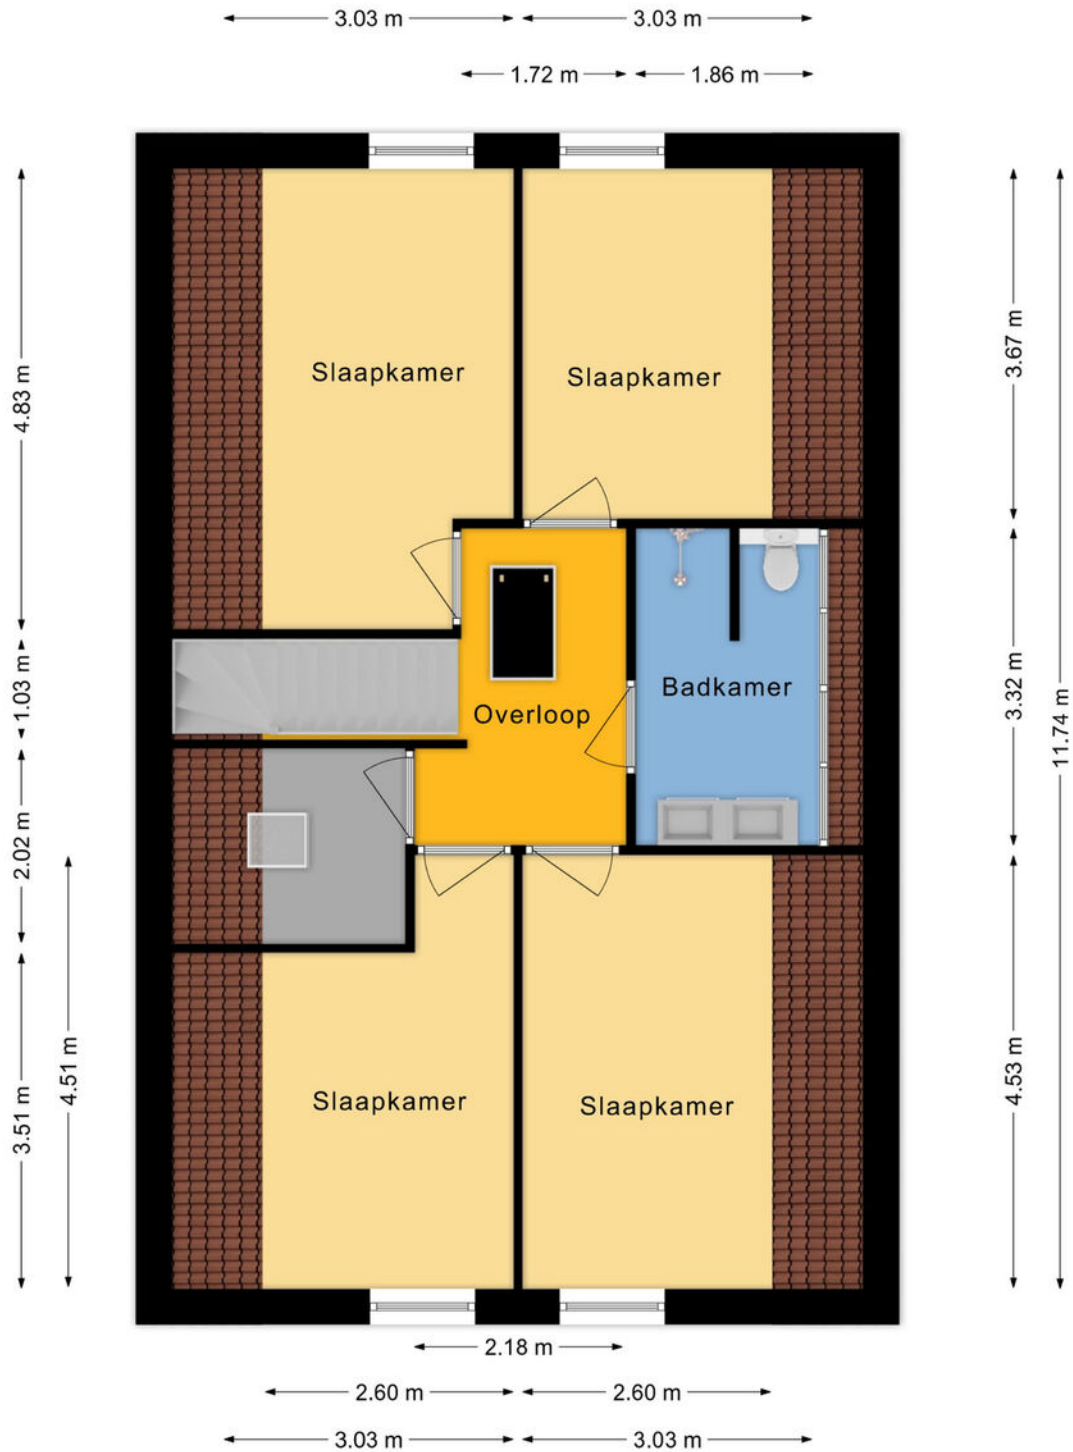 3.03 m
3.03 m
1.72 m
1.86 m
4.83 m
3.67 m
Slaapkamer
Slaapkamer
1.03 m
3.32 m
11.74 m
Badkamer
Overloop
2.02 m
3.51 m
4.51 m
4.53 m
Slaapkamer
Slaapkamer
2.18 m
2.60 m
2.60 m
3.03 m
3.03 m